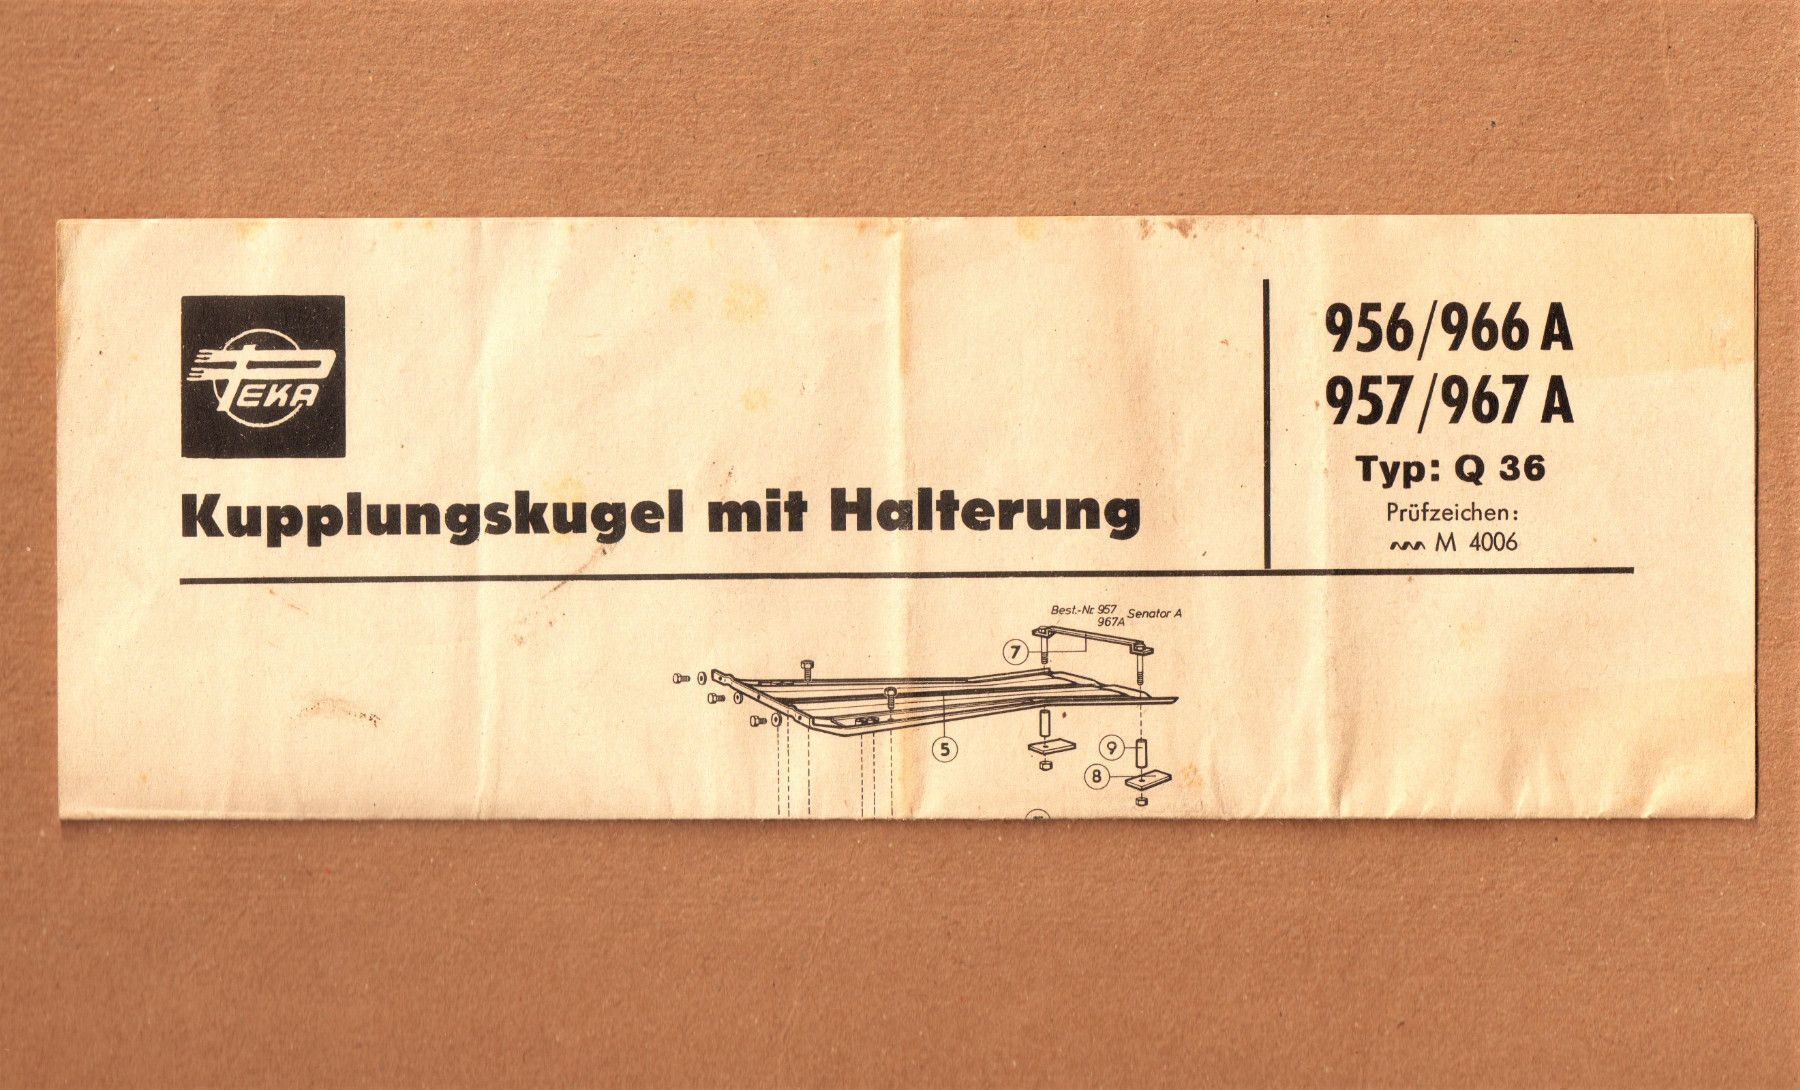 PEKA
Kupplungskugel mit Halterung
956/966 A
957/967 A
Typ: Q 36
Prüfzeichen:
M 4006
Best.-Nr. 957 Senator A
967A
7
5
9
8